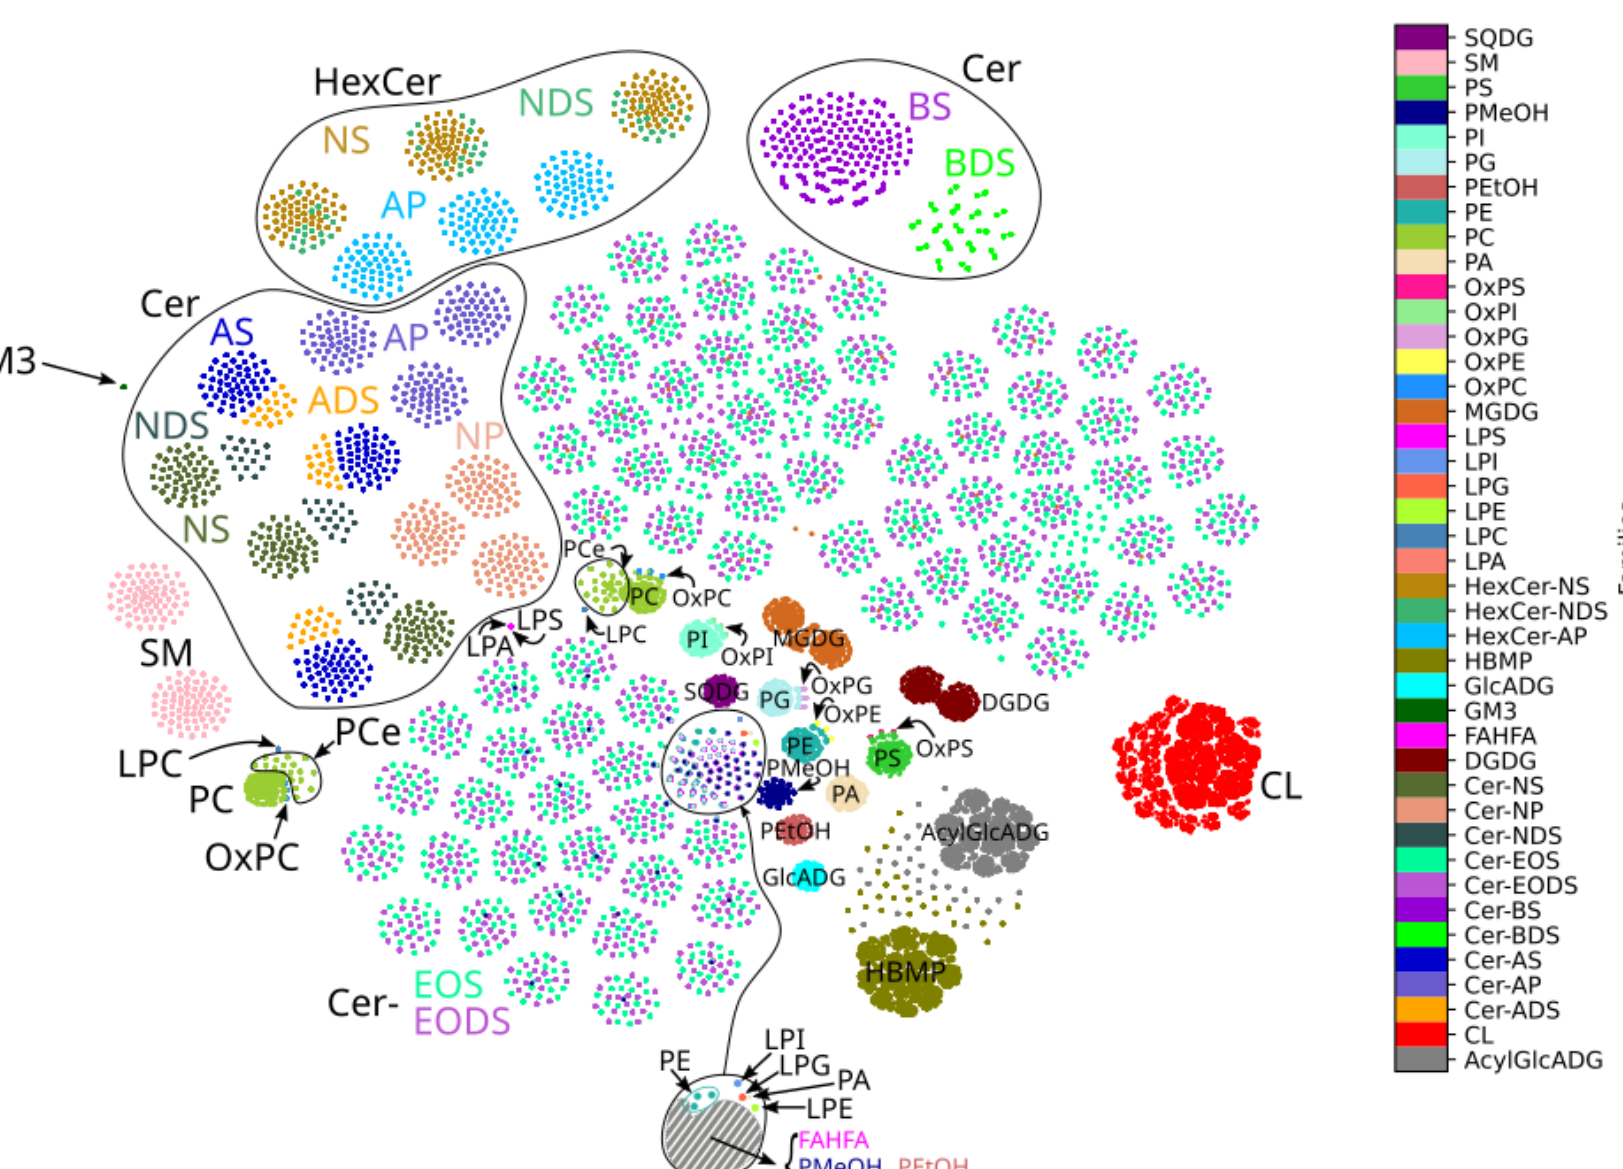 HexCer
NDS
NS
AP
Cer
BS
BDS
Cer
AS
AP
M3
ADS
NDS
NP
NS
SM
PCe
PC
OxPC
LPC
LPS
LPA
PI
OxPI
MGDG
SQDG
PG
OxPG
OxPE
PE
DGDG
PS
OxPS
PMeOH
PA
PEtOH
AcylGlcADG
GlcADG
HBMP
CL
LPC
PCe
PC
OxPC
Cer-
EOS
EODS
PE
LPI
LPG
PA
LPE
FAHFA
PMeOH PEtOH
SQDG
SM
PS
PMeOH
PI
PG
PEtOH
PE
PC
PA
OxPS
OxPI
OxPG
OxPE
OxPC
MGDG
LPS
LPI
LPG
LPE
LPC
LPA
HexCer-NS
HexCer-NDS
HexCer-AP
HBMP
GlcADG
GM3
FAHFA
DGDG
Cer-NS
Cer-NP
Cer-NDS
Cer-EOS
Cer-EODS
Cer-BS
Cer-BDS
Cer-AS
Cer-AP
Cer-ADS
CL
AcylGlcADG